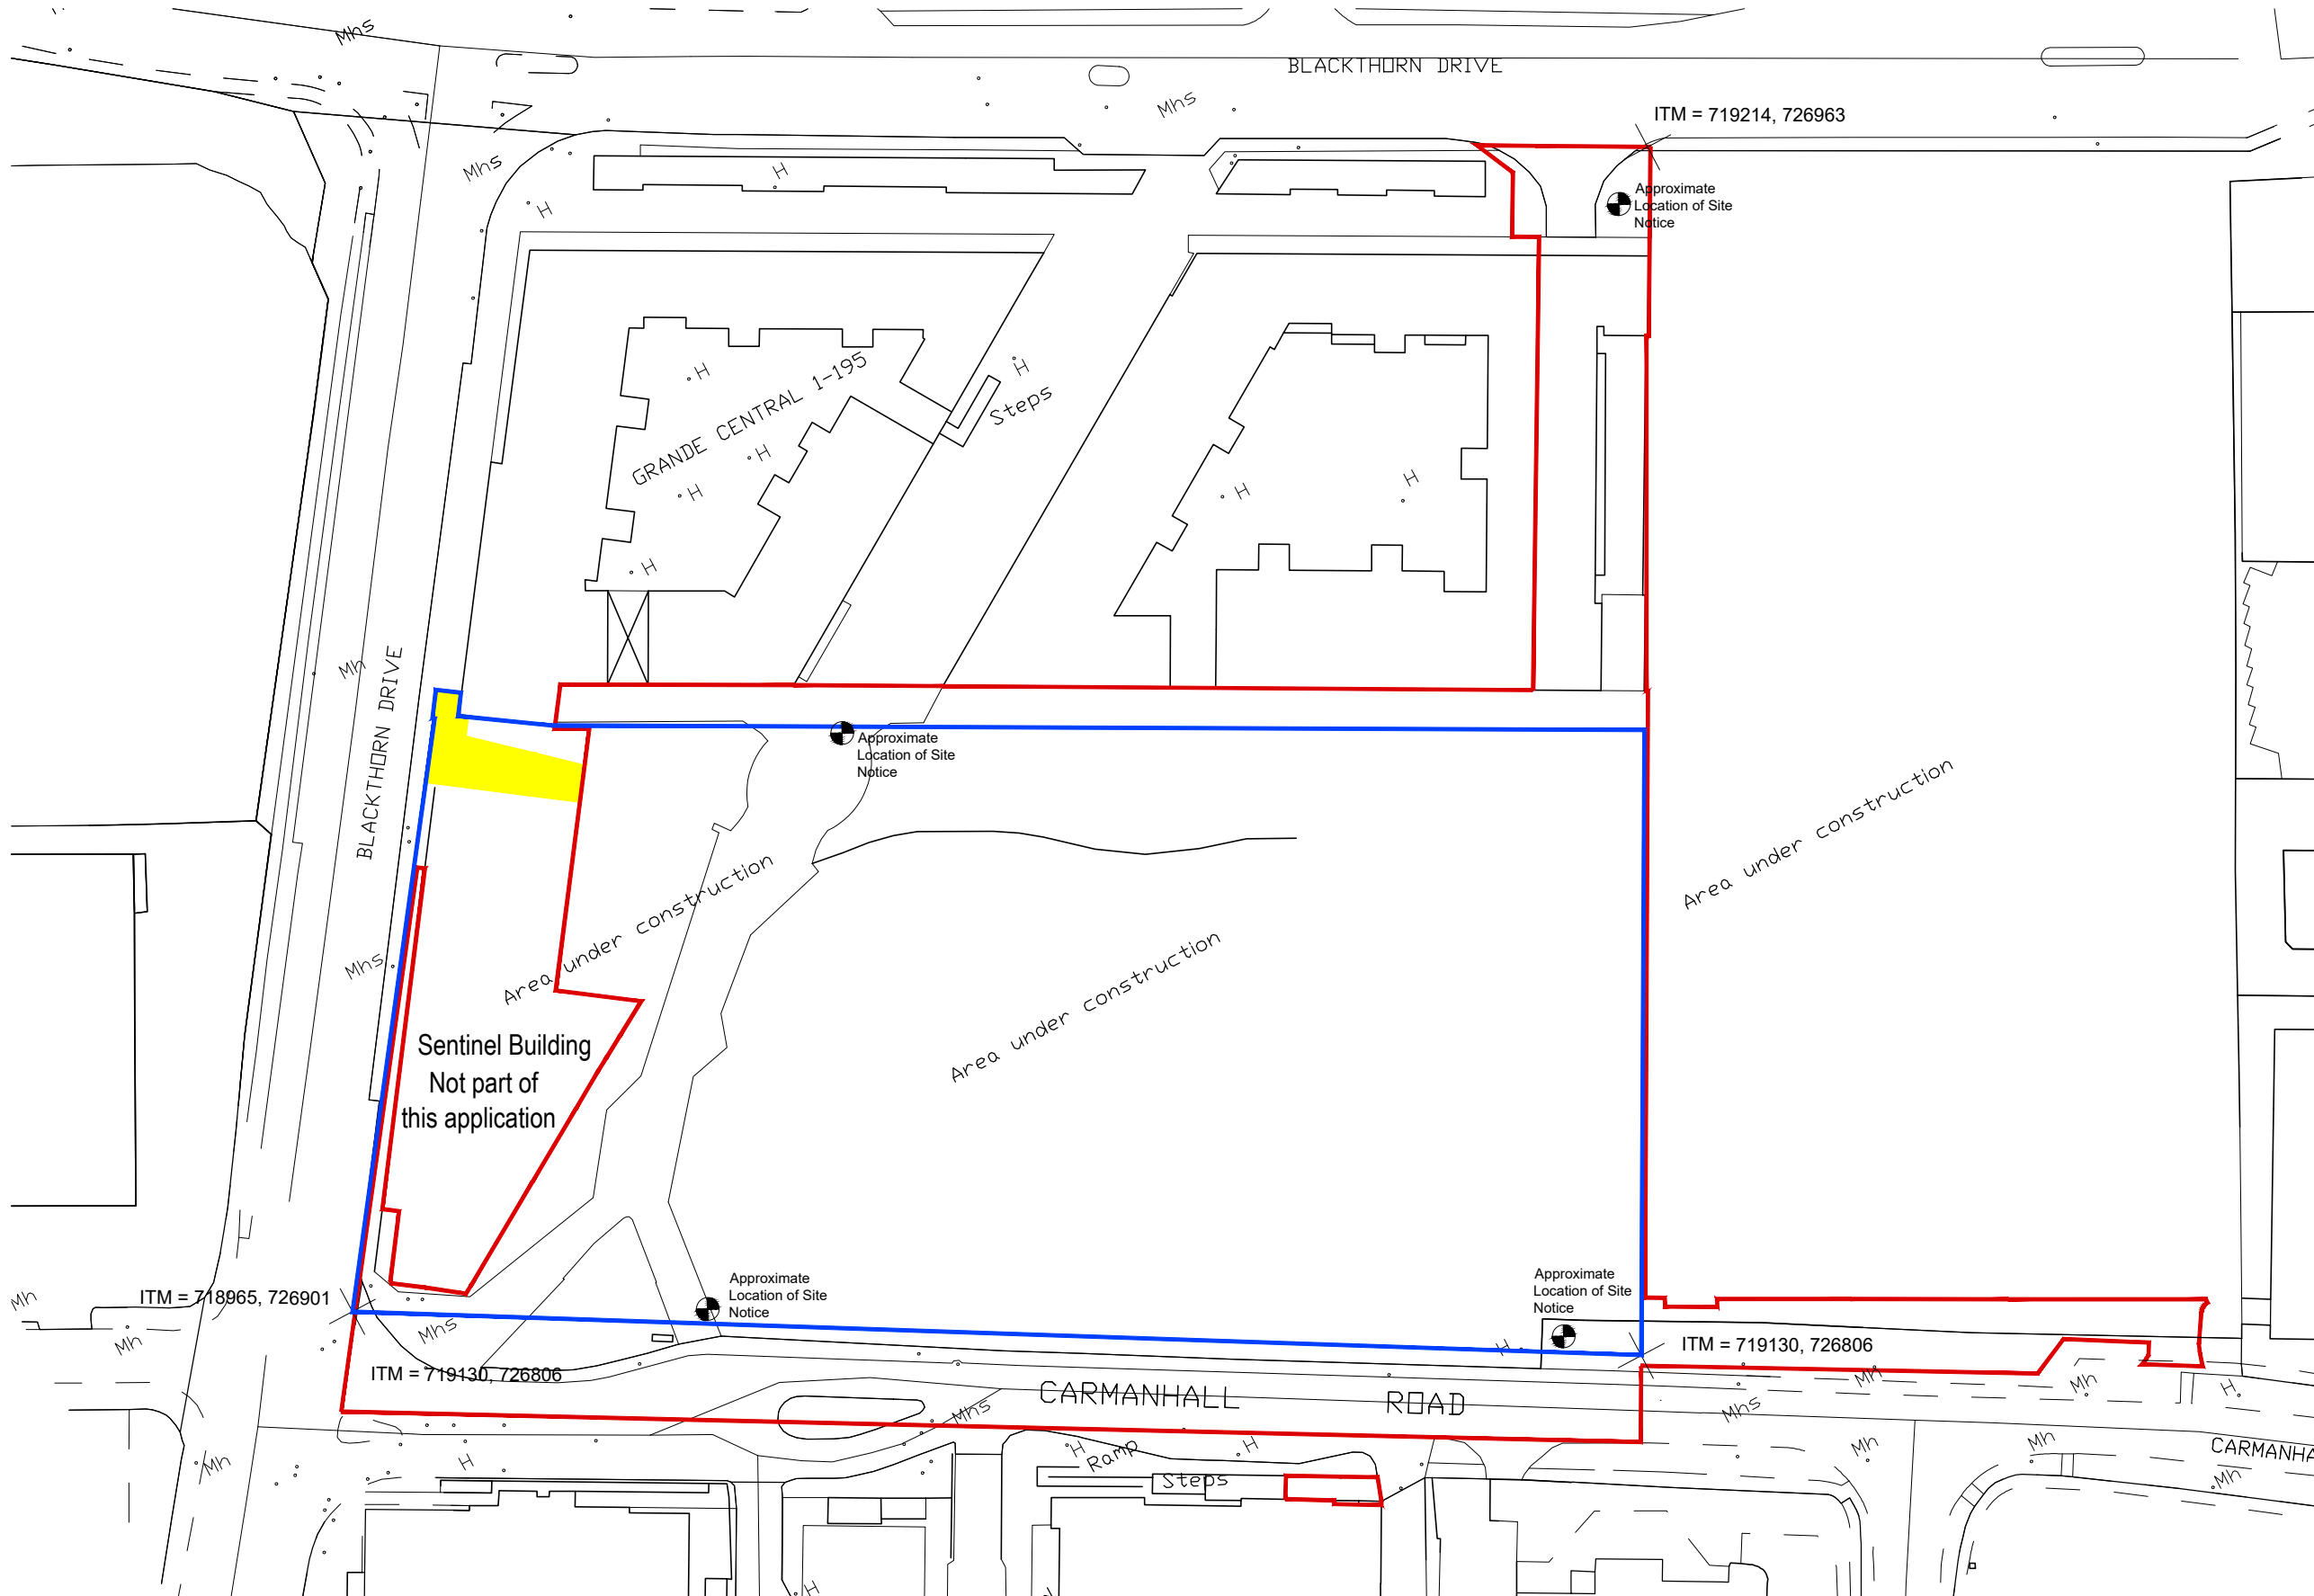 Mhs
BLACKTHORN DRIVE
Mhs
ITM = 719214, 726963
Mhs
H
H
Approximate
Location of Site
Notice
GRANDE CENTRAL 1-195
H
H
H
H
H
Steps
H
H
Mh
BLACKTHORN DRIVE
Approximate
Location of Site
Notice
Area under construction
Area under construction
Area under construction
Mhs
Sentinel Building
Not part of
this application
Approximate
Location of Site
Notice
Approximate
Location of Site
Notice
ITM = 718965, 726901
Mh
Mh
Mhs
H
ITM = 719130, 726806
ITM = 719130, 726806
CARMANHALL ROAD
Mhs
Mh
Mhs
Mh
H
Mh
H
H
Ramp
H
Steps
Mh
Mh
CARMANHA
Mh
H